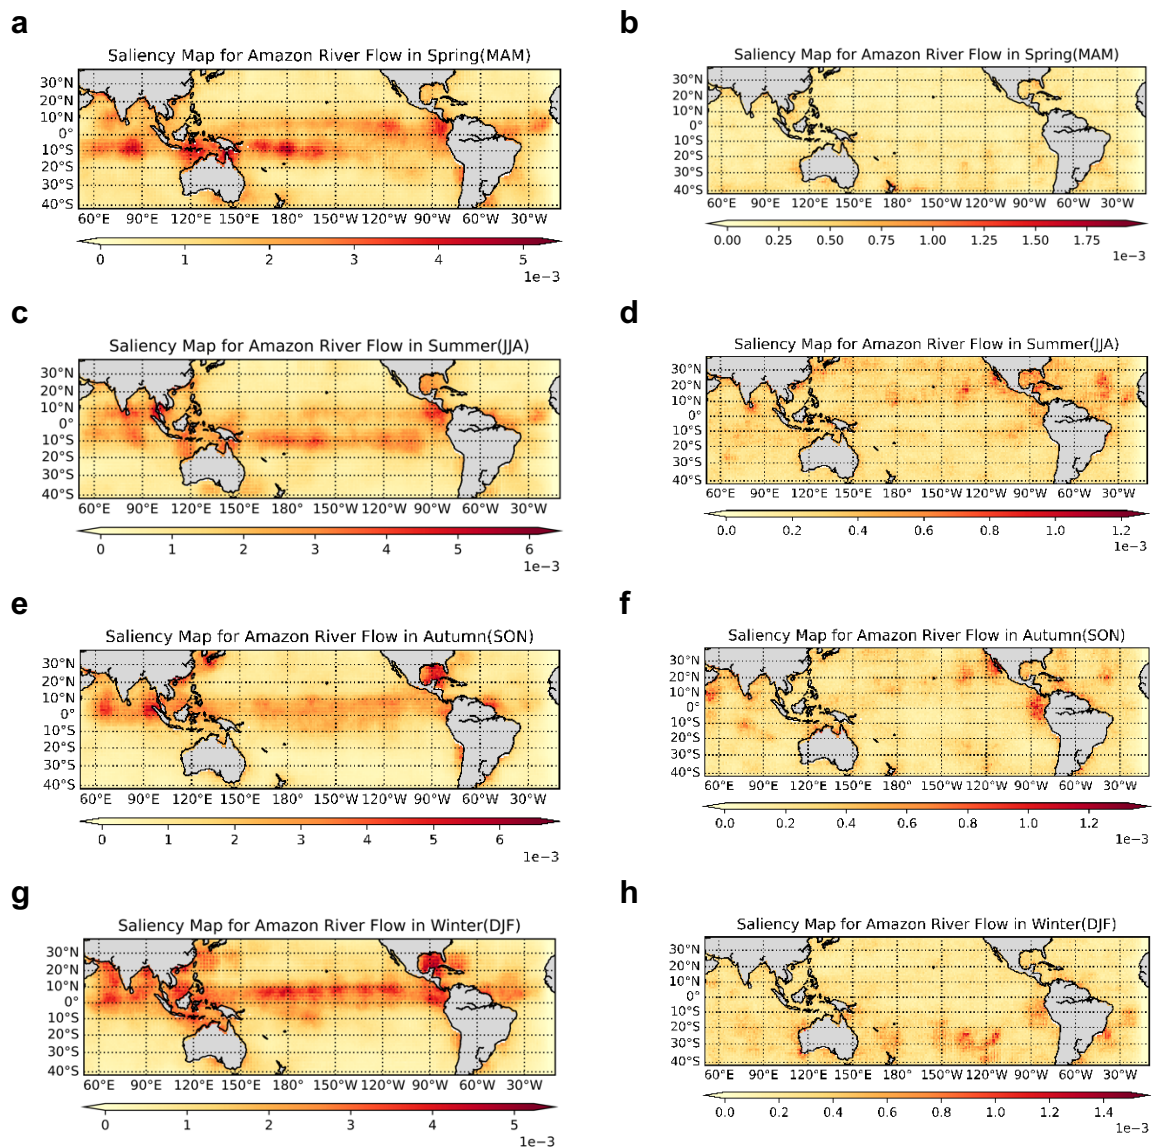 a
Saliency Map for Amazon River Flow in Spring(MAM)
30°N
20°N
10°N
0°
10°S
20°S
30°S
40°S
60°E 90°E 120°E 150°E 180° 150°W 120°W 90°W 60°W 30°W
0 1 2 3 4 5
1e−3
b
Saliency Map for Amazon River Flow in Spring(MAM)
30°N
20°N
10°N
0°
10°S
20°S
30°S
40°S
60°E 90°E 120°E 150°E 180° 150°W 120°W 90°W 60°W 30°W
0.00 0.25 0.50 0.75 1.00 1.25 1.50 1.75
1e−3
c
Saliency Map for Amazon River Flow in Summer(JJA)
30°N
20°N
10°N
0°
10°S
20°S
30°S
40°S
60°E 90°E 120°E 150°E 180° 150°W 120°W 90°W 60°W 30°W
0 1 2 3 4 5 6
1e−3
d
Saliency Map for Amazon River Flow in Summer(JJA)
30°N
20°N
10°N
0°
10°S
20°S
30°S
40°S
60°E 90°E 120°E 150°E 180° 150°W 120°W 90°W 60°W 30°W
0.0 0.2 0.4 0.6 0.8 1.0 1.2
1e−3
e
Saliency Map for Amazon River Flow in Autumn(SON)
30°N
20°N
10°N
0°
10°S
20°S
30°S
40°S
60°E 90°E 120°E 150°E 180° 150°W 120°W 90°W 60°W 30°W
0 1 2 3 4 5 6
1e−3
f
Saliency Map for Amazon River Flow in Autumn(SON)
30°N
20°N
10°N
0°
10°S
20°S
30°S
40°S
60°E 90°E 120°E 150°E 180° 150°W 120°W 90°W 60°W 30°W
0.0 0.2 0.4 0.6 0.8 1.0 1.2
1e−3
g
Saliency Map for Amazon River Flow in Winter(DJF)
30°N
20°N
10°N
0°
10°S
20°S
30°S
40°S
60°E 90°E 120°E 150°E 180° 150°W 120°W 90°W 60°W 30°W
0 1 2 3 4 5
1e−3
h
Saliency Map for Amazon River Flow in Winter(DJF)
30°N
20°N
10°N
0°
10°S
20°S
30°S
40°S
60°E 90°E 120°E 150°E 180° 150°W 120°W 90°W 60°W 30°W
0.0 0.2 0.4 0.6 0.8 1.0 1.2 1.4
1e−3